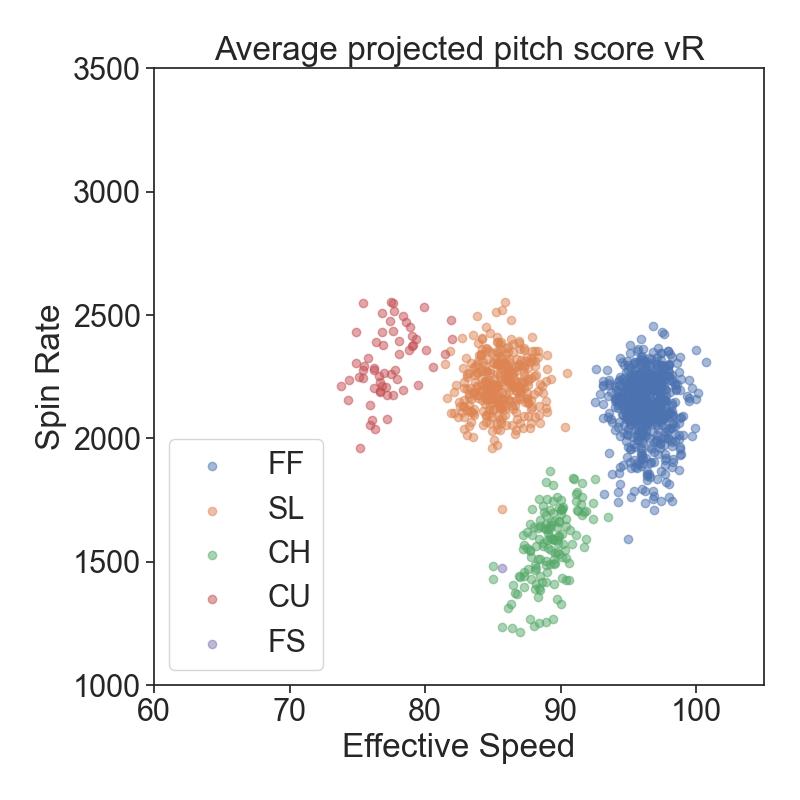 Average projected pitch score vR
3500
3000
2500
2000
1500
1000
Spin Rate
FF
SL
CH
CU
FS
60 70 80 90 100
Effective Speed